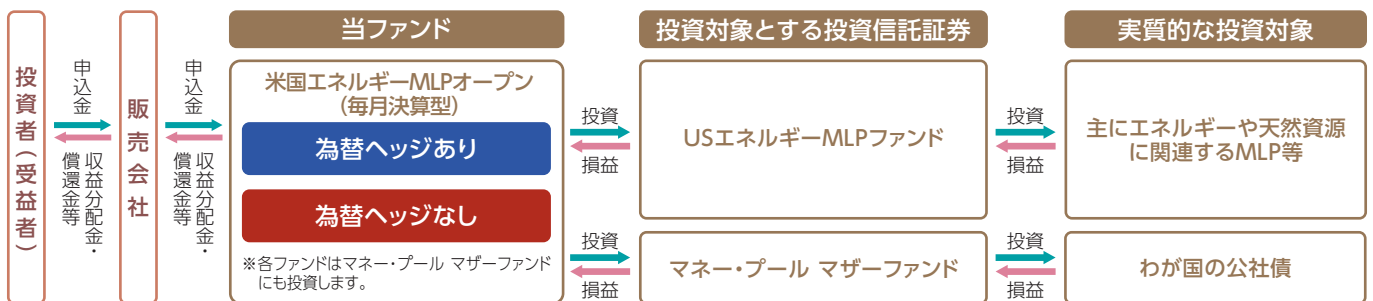 投資者（受益者）
申込金
収益分配金・
償還金等
販売会社
申込金
収益分配金・
償還金等
当ファンド
米国エネルギーMLPオープン
（毎月決算型）
為替ヘッジあり
為替ヘッジなし
※各ファンドはマネー・プール マザーファンド
にも投資します。
投資
損益
投資
損益
投資対象とする投資信託証券
USエネルギーMLPファンド
マネー・プール マザーファンド
投資
損益
投資
損益
実質的な投資対象
主にエネルギーや天然資源
に関連するMLP等
わが国の公社債